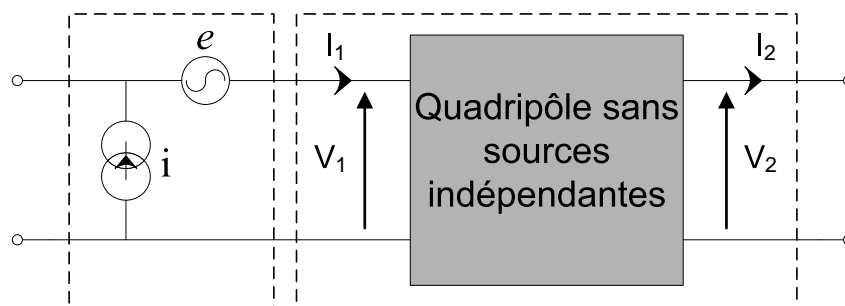 e
I1
I2
i
V1
Quadripôle sans
sources
indépendantes
V2